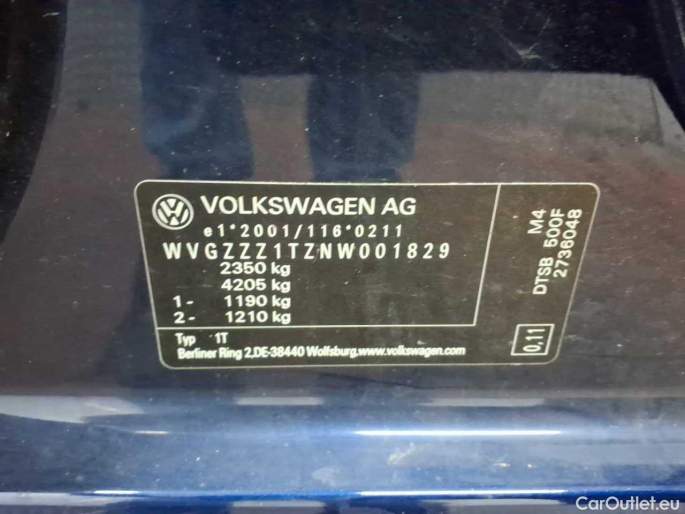 VOLKSWAGEN AG
e1*2001/116*0211
WVGZZZ1TZNW001829
2350 kg
4205 kg
1- 1190 kg
2- 1210 kg
Typ 1T
Berliner Ring 2,DE-38440 Wolfsburg,www.volkswagen.com
M4
DTSB 500F
2736048
0.11
CarOutlet.eu